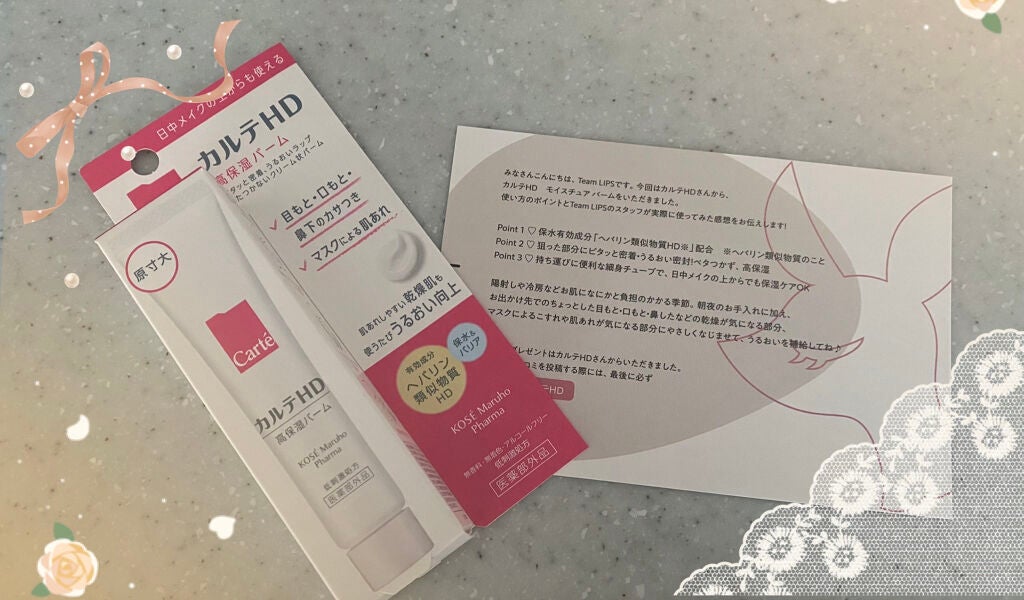 日中メイクの上からも使える
カルテHD
高保湿バーム
ピタッと密着・うるおいラップ
べたつかないクリーム状バーム
目もと・口もと・
鼻下のカサつき
マスクによる肌あれ
肌あれしやすい乾燥肌も
使うたびうるおい向上
保水&
バリア
有効成分
ヘパリン
類似物質
HD
KOSÉ Maruho
Pharma
無香料・無着色・アルコールフリー
低刺激処方
医薬部外品
原寸大
Carté
カルテHD
高保湿バーム
KOSÉ Maruho
Pharma
低刺激処方
医薬部外品
みなさんこんにちは、Team LIPSです。今回はカルテHDさんから、
カルテHD モイスチュア バームをいただきました。
使い方のポイントとTeam LIPSのスタッフが実際に使ってみた感想をお伝えします!
Point 1 ♡ 保水有効成分「ヘパリン類似物質HD※」配合 ※ヘパリン類似物質のこと
Point 2 ♡ 狙った部分にピタッと密着・うるおい密封!ベタつかず、高保湿
Point 3 ♡ 持ち運びに便利な細身チューブで、日中メイクの上からでも保湿ケアOK
陽射しや冷房などお肌になにかと負担のかかる季節。朝夜のお手入れに加え、
お出かけ先でのちょっとした目もと・口もと・鼻したなどの乾燥が気になる部分、
マスクによるこすれや肌あれが気になる部分にやさしくなじませて、うるおいを補給してね♪
プレゼントはカルテHDさんからいただきました。
コミを投稿する際には、最後に必ず
テHD